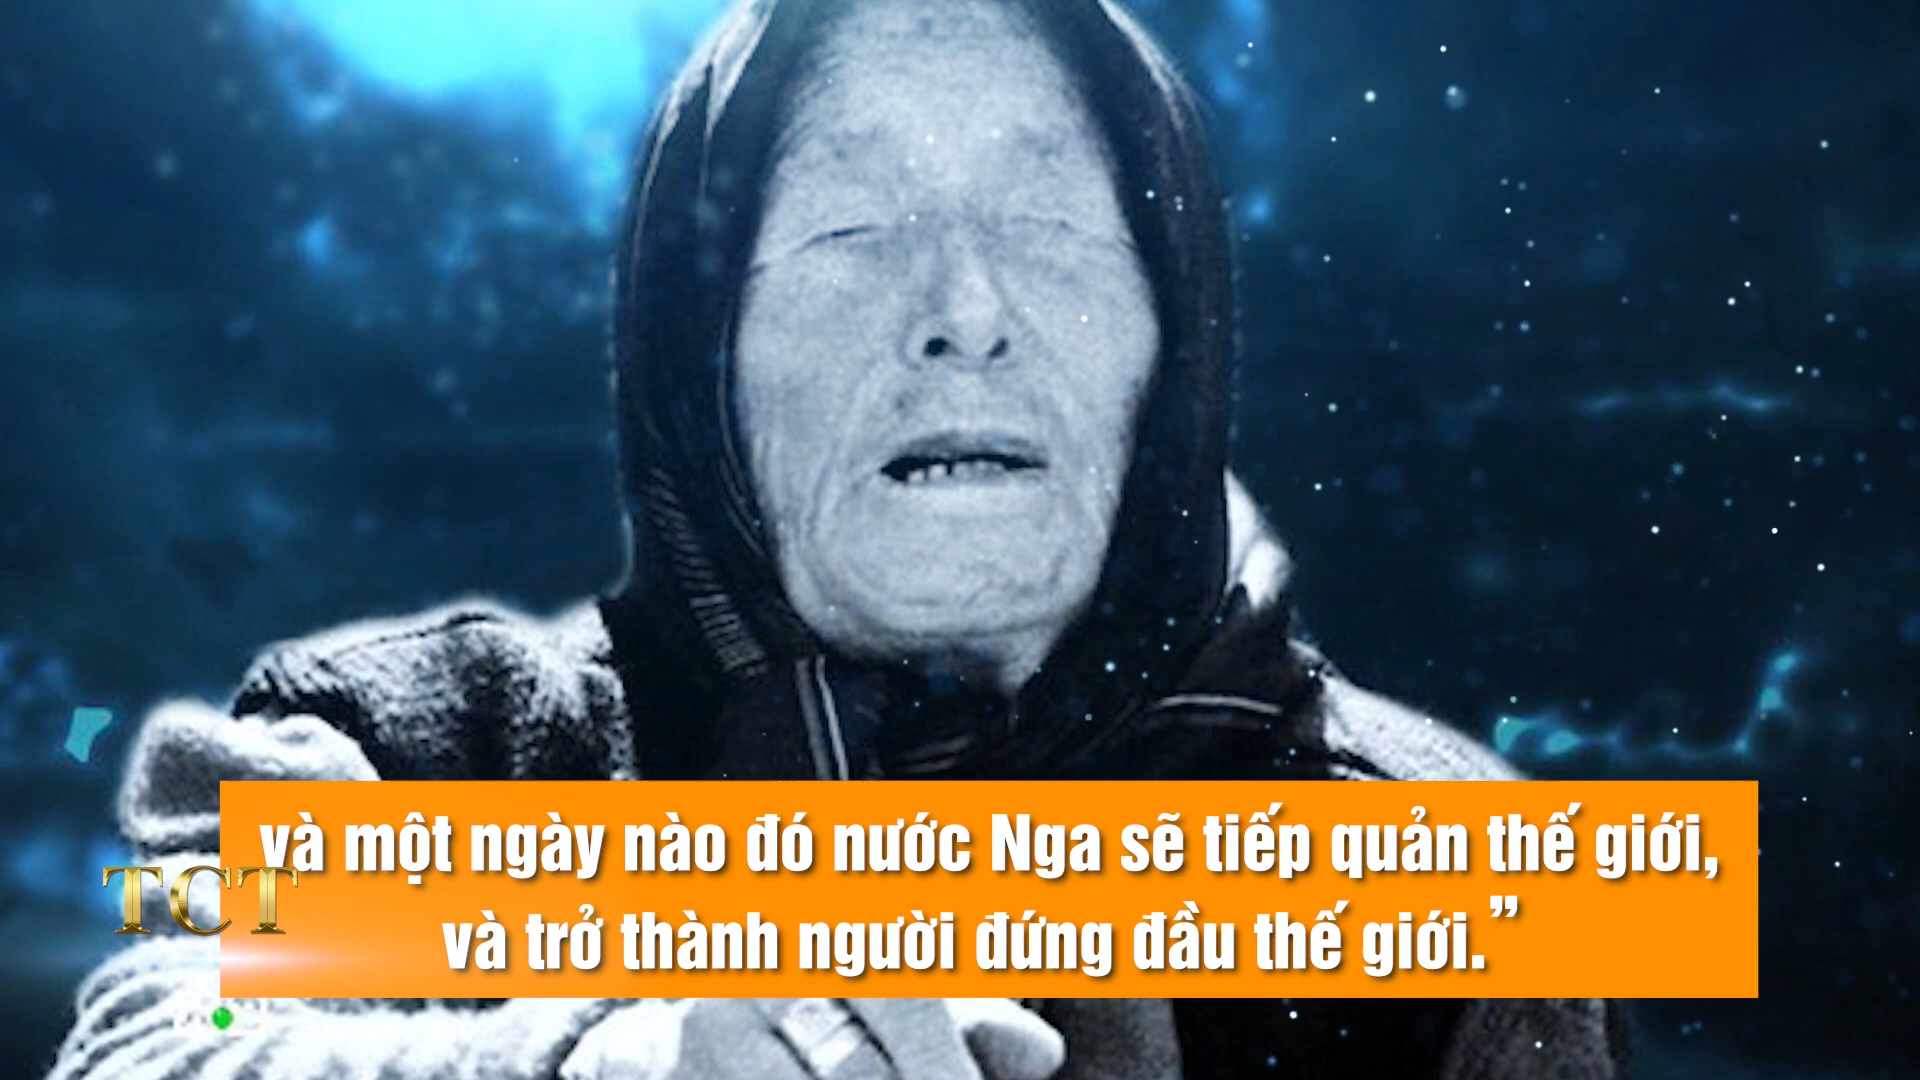 và một ngày nào đó nước Nga sẽ tiếp quản thế giới,
TCT
và trở thành người đứng đầu thế giới.”